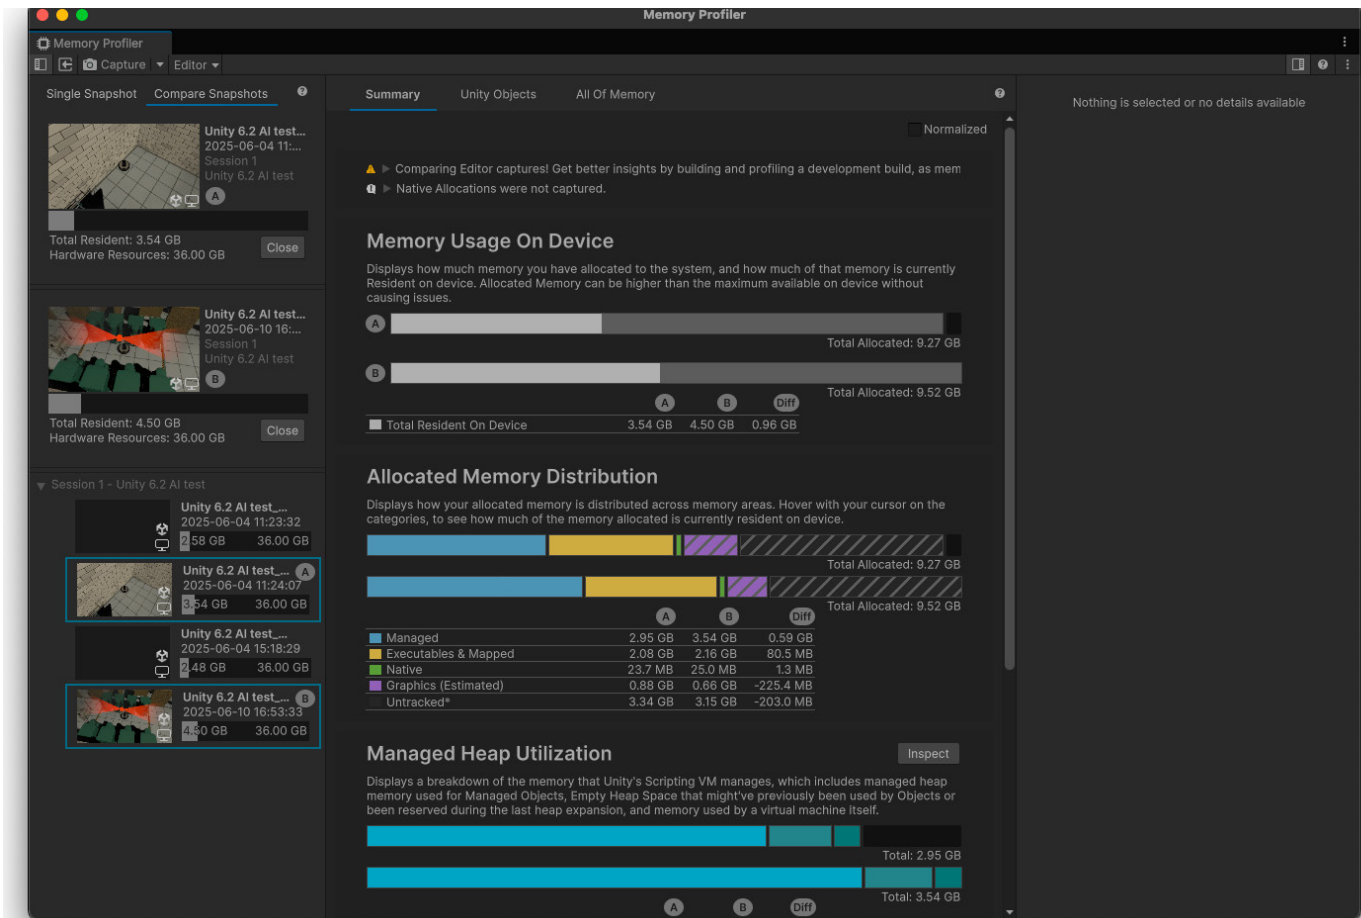 Memory Profiler
Memory Profiler
Capture
Editor
Single Snapshot
Compare Snapshots
Unity 6.2 AI test...
2025-06-04 11:...
Session 1
Unity 6.2 AI test
A
Total Resident: 3.54 GB
Hardware Resources: 36.00 GB
Close
Unity 6.2 AI test...
2025-06-10 16:...
Session 1
Unity 6.2 AI test
B
Total Resident: 4.50 GB
Hardware Resources: 36.00 GB
Close
Session 1 - Unity 6.2 AI test
Unity 6.2 AI test_...
2025-06-04 11:23:32
2.58 GB 36.00 GB
Unity 6.2 AI test_... A
2025-06-04 11:24:07
3.54 GB 36.00 GB
Unity 6.2 AI test_...
2025-06-04 15:18:29
2.48 GB 36.00 GB
Unity 6.2 AI test_... B
2025-06-10 16:53:33
4.50 GB 36.00 GB
Summary Unity Objects All Of Memory
Normalized
Comparing Editor captures! Get better insights by building and profiling a development build, as mem
Native Allocations were not captured.
Memory Usage On Device
Displays how much memory you have allocated to the system, and how much of that memory is currently
Resident on device. Allocated Memory can be higher than the maximum available on device without
causing issues.
A
Total Allocated: 9.27 GB
B
Total Allocated: 9.52 GB
A B Diff
Total Resident On Device 3.54 GB 4.50 GB 0.96 GB
Allocated Memory Distribution
Displays how your allocated memory is distributed across memory areas. Hover with your cursor on the
categories, to see how much of the memory allocated is currently resident on device.
Total Allocated: 9.27 GB
Total Allocated: 9.52 GB
A B Diff
Managed 2.95 GB 3.54 GB 0.59 GB
Executables & Mapped 2.08 GB 2.16 GB 80.5 MB
Native 23.7 MB 25.0 MB 1.3 MB
Graphics (Estimated) 0.88 GB 0.66 GB -225.4 MB
Untracked* 3.34 GB 3.15 GB -203.0 MB
Managed Heap Utilization
Inspect
Displays a breakdown of the memory that Unity's Scripting VM manages, which includes managed heap
memory used for Managed Objects, Empty Heap Space that might've previously been used by Objects or
been reserved during the last heap expansion, and memory used by a virtual machine itself.
Total: 2.95 GB
Total: 3.54 GB
A B Diff
Nothing is selected or no details available